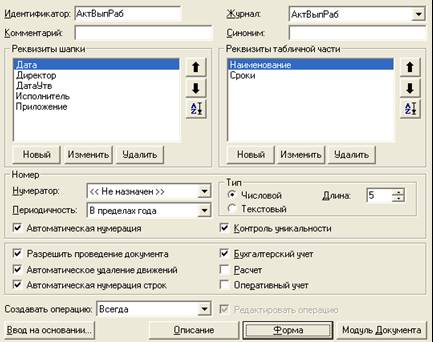 Идентификатор: АктВыпРаб Журнал: АктВыпРаб
Комментарий: Синоним:
Реквизиты шапки Реквизиты табличной части
Дата Наименование
Директор Сроки
ДатаУтв
Исполнитель
Приложение
Новый Изменить Удалить Новый Изменить Удалить
Номер
Нумератор: << Не назначен >> Тип
Числовой Длина: 5
Периодичность: В пределах года Текстовый
Автоматическая нумерация Контроль уникальности
Разрешить проведение документа Бухгалтерский учет
Автоматическое удаление движений Расчет
Автоматическая нумерация строк Оперативный учет
Создавать операцию: Всегда Редактировать операцию
Ввод на основании... Описание Форма Модуль Документа